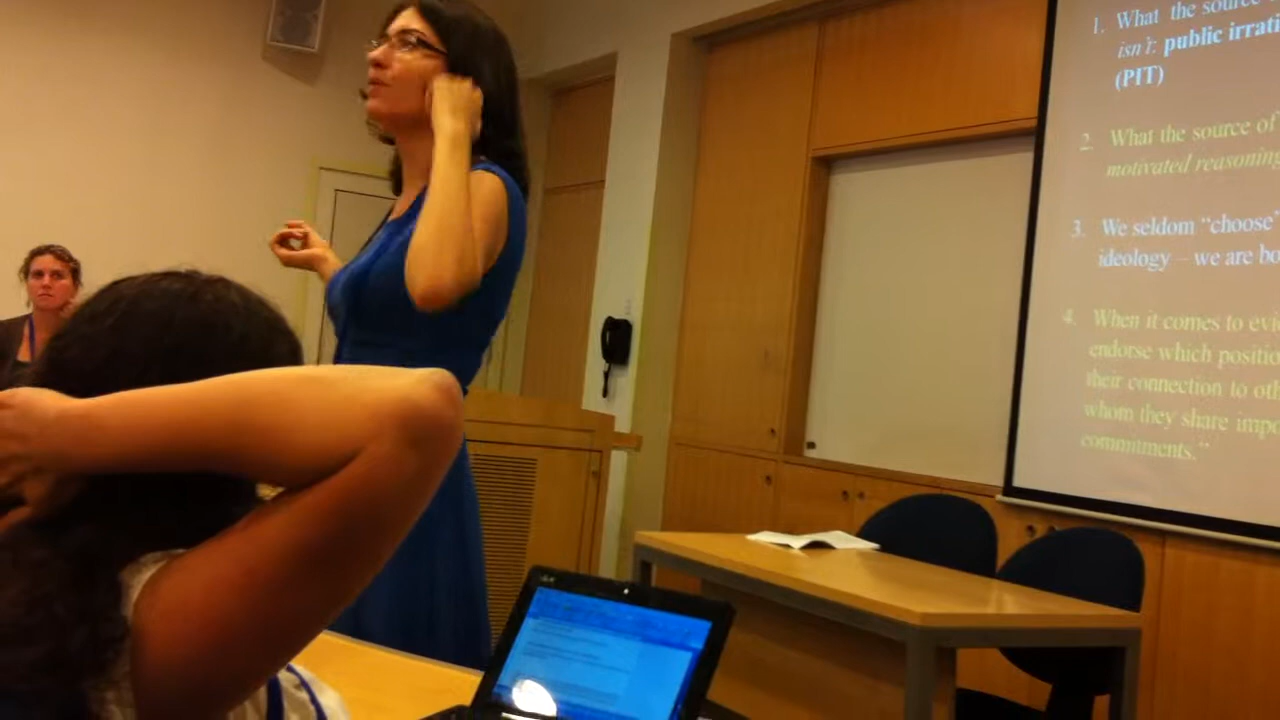 1. What the source o
isn't: public irrati
(PIT)
2. What the source of
motivated reasoning
3. We seldom “choose”
ideology – we are bo
4. When it comes to evi
endorse which positio
their connection to oth
whom they share impo
commitments.”